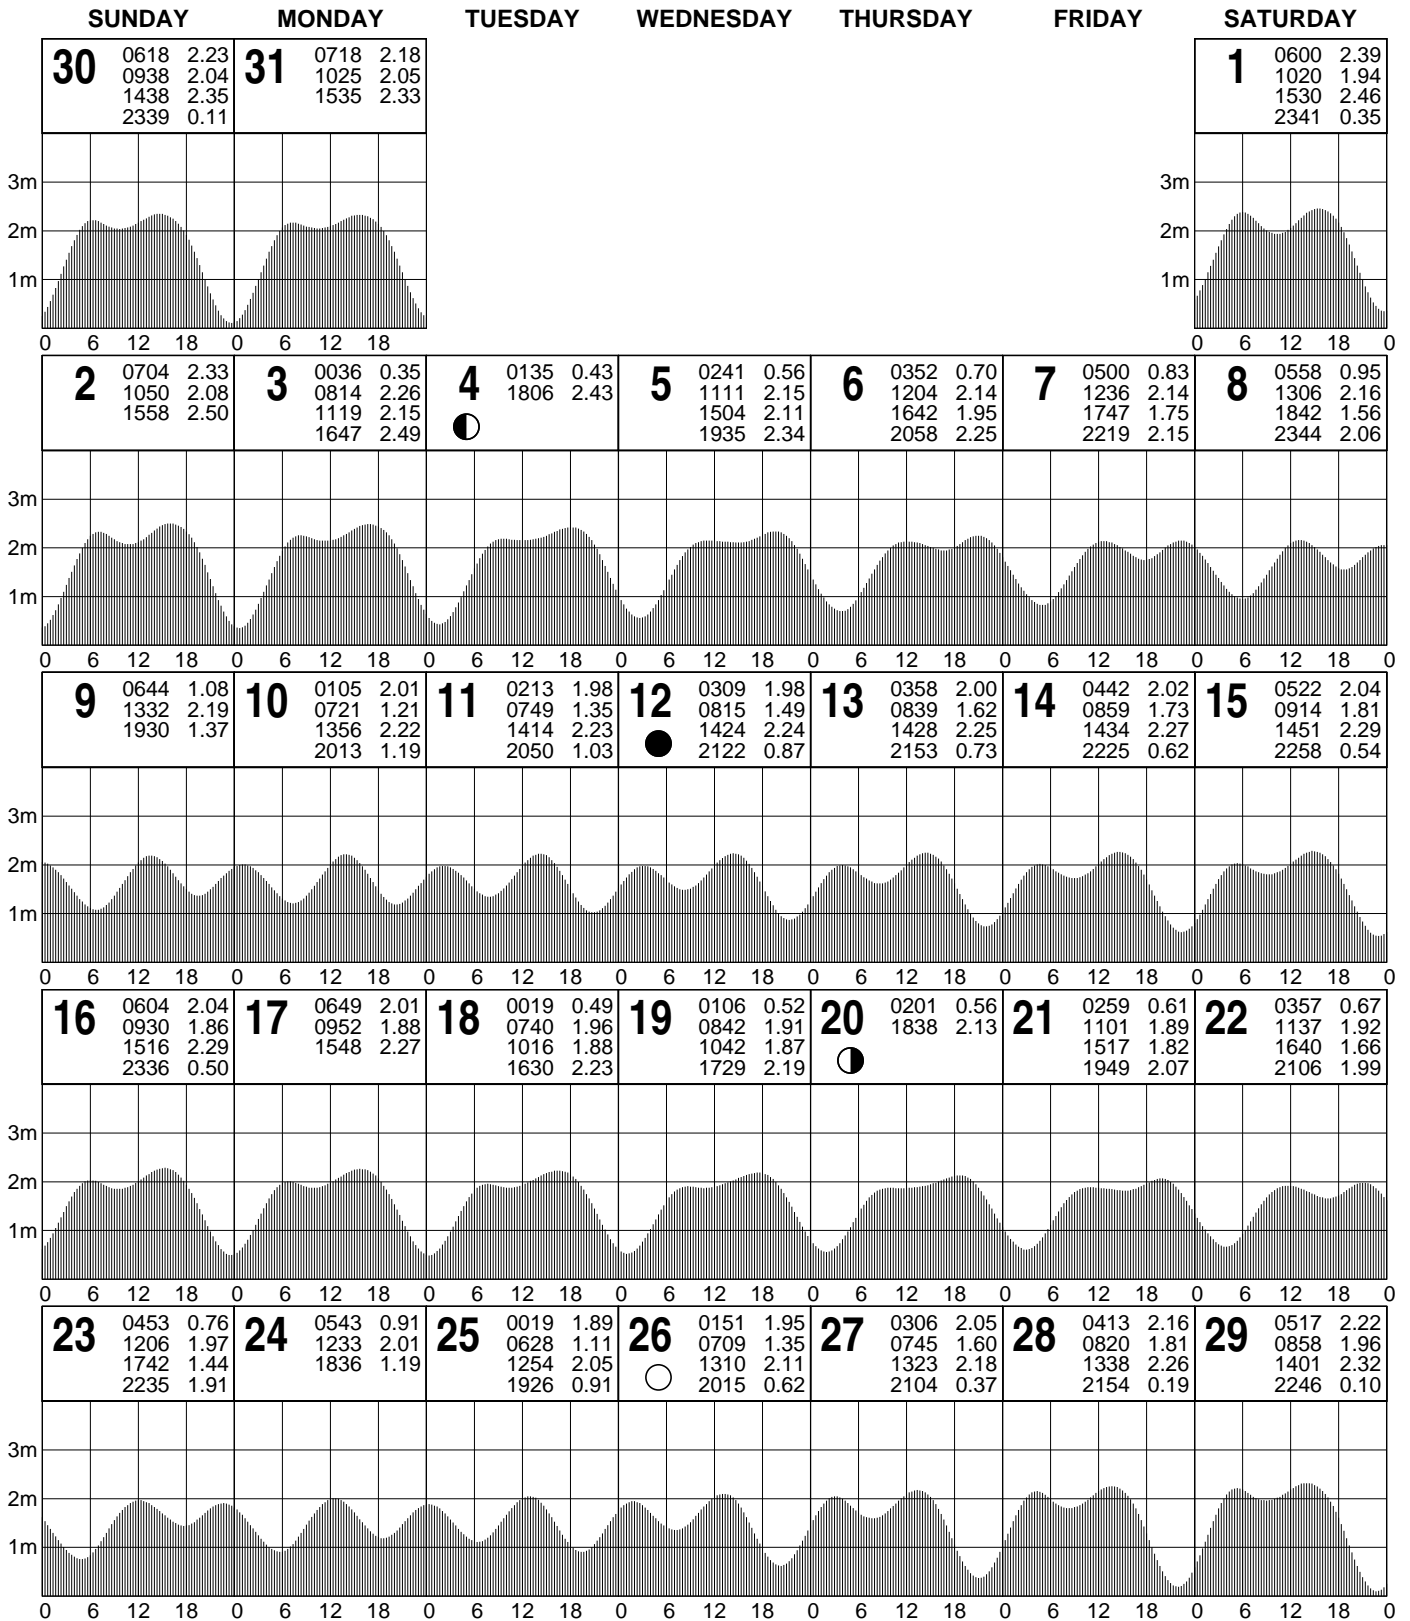 SUNDAY MONDAY TUESDAY WEDNESDAY THURSDAY FRIDAY SATURDAY
30 0618 2.23 31 0718 2.18 1 0600 2.39
0938 2.04 1025 2.05 1020 1.94
1438 2.35 1535 2.33 1530 2.46
2339 0.11 2341 0.35
3m 3m
2m 2m
1m 1m
0 6 12 18 0 6 12 18 0 6 12 18 0
2 0704 2.33 3 0036 0.35 4 0135 0.43 5 0241 0.56 6 0352 0.70 7 0500 0.83 8 0558 0.95
1050 2.08 0814 2.26 1806 2.43 1111 2.15 1204 2.14 1236 2.14 1306 2.16
1558 2.50 1119 2.15 1504 2.11 1642 1.95 1747 1.75 1842 1.56
1647 2.49 1935 2.34 2058 2.25 2219 2.15 2344 2.06
3m
2m
1m
0 6 12 18 0 6 12 18 0 6 12 18 0 6 12 18 0 6 12 18 0 6 12 18 0 6 12 18 0
9 0644 1.08 10 0105 2.01 11 0213 1.98 12 0309 1.98 13 0358 2.00 14 0442 2.02 15 0522 2.04
1332 2.19 0721 1.21 0749 1.35 0815 1.49 0839 1.62 0859 1.73 0914 1.81
1930 1.37 1356 2.22 1414 2.23 1424 2.24 1428 2.25 1434 2.27 1451 2.29
2013 1.19 2050 1.03 2122 0.87 2153 0.73 2225 0.62 2258 0.54
3m
2m
1m
0 6 12 18 0 6 12 18 0 6 12 18 0 6 12 18 0 6 12 18 0 6 12 18 0 6 12 18 0
16 0604 2.04 17 0649 2.01 18 0019 0.49 19 0106 0.52 20 0201 0.56 21 0259 0.61 22 0357 0.67
0930 1.86 0952 1.88 0740 1.96 0842 1.91 1838 2.13 1101 1.89 1137 1.92
1516 2.29 1548 2.27 1016 1.88 1042 1.87 1517 1.82 1640 1.66
2336 0.50 1630 2.23 1729 2.19 1949 2.07 2106 1.99
3m
2m
1m
0 6 12 18 0 6 12 18 0 6 12 18 0 6 12 18 0 6 12 18 0 6 12 18 0 6 12 18 0
23 0453 0.76 24 0543 0.91 25 0019 1.89 26 0151 1.95 27 0306 2.05 28 0413 2.16 29 0517 2.22
1206 1.97 1233 2.01 0628 1.11 0709 1.35 0745 1.60 0820 1.81 0858 1.96
1742 1.44 1836 1.19 1254 2.05 1310 2.11 1323 2.18 1338 2.26 1401 2.32
2235 1.91 1926 0.91 2015 0.62 2104 0.37 2154 0.19 2246 0.10
3m
2m
1m
0 6 12 18 0 6 12 18 0 6 12 18 0 6 12 18 0 6 12 18 0 6 12 18 0 6 12 18 0